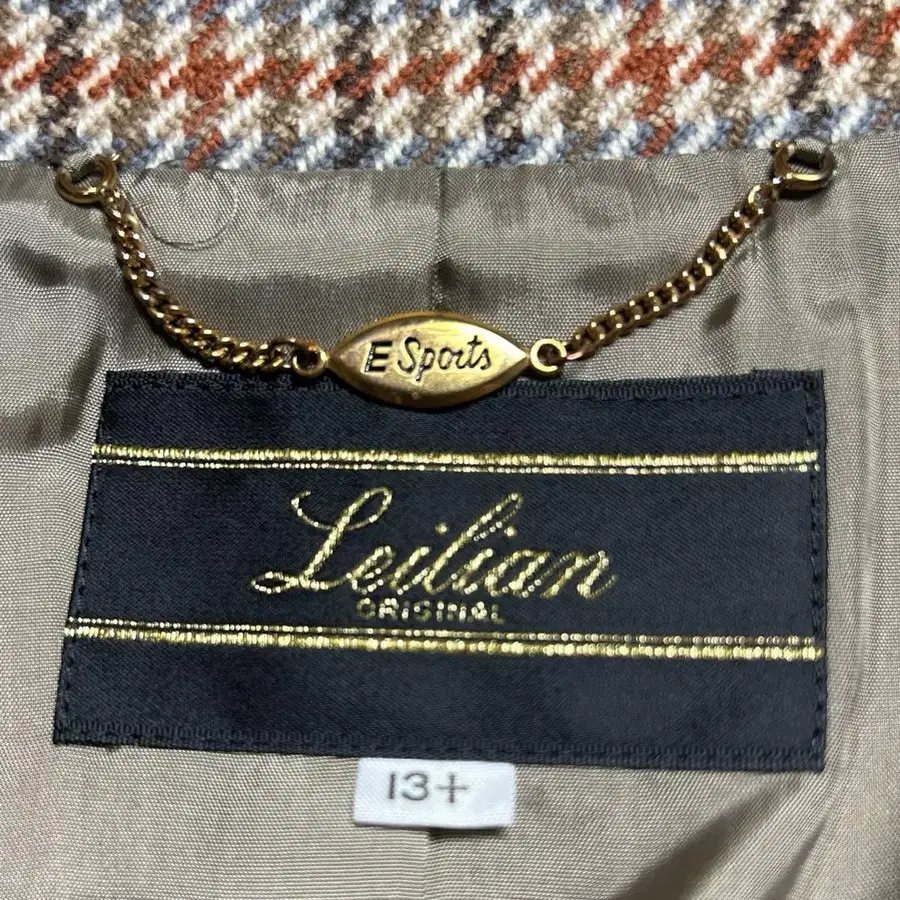 E Sports
Leilian
ORIGINAL
13+